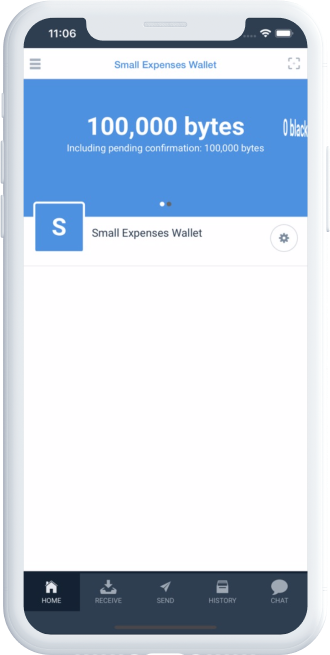 11:06
Small Expenses Wallet
100,000 bytes
0 black
Including pending confirmation: 100,000 bytes
S
Small Expenses Wallet
HOME
RECEIVE
SEND
HISTORY
CHAT